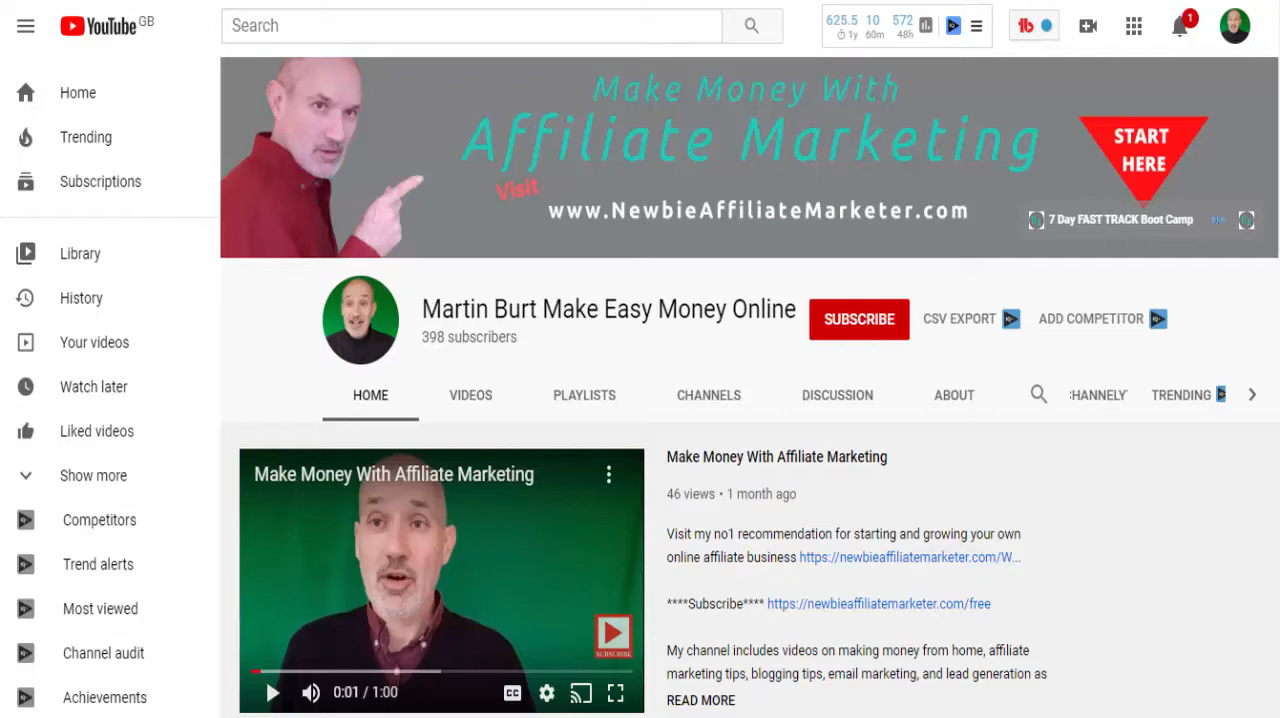 YouTube GB
Search
625.5 10 572
1y 60m 48h
tb
1
Home
Trending
Subscriptions
Library
History
Your videos
Watch later
Liked videos
Show more
Competitors
Trend alerts
Most viewed
Channel audit
Achievements
Make Money With
Affiliate Marketing
Visit
www.NewbieAffiliateMarketer.com
START
HERE
7 Day FAST TRACK Boot Camp
Martin Burt Make Easy Money Online
398 subscribers
SUBSCRIBE
CSV EXPORT
ADD COMPETITOR
HOME
VIDEOS
PLAYLISTS
CHANNELS
DISCUSSION
ABOUT
:HANNELY
TRENDING
Make Money With Affiliate Marketing
SUBSCRIBE
0:01 / 1:00
CC
Make Money With Affiliate Marketing
46 views • 1 month ago
Visit my no1 recommendation for starting and growing your own
online affiliate business https://newbieaffiliatemarketer.com/W...
****Subscribe**** https://newbieaffiliatemarketer.com/free
My channel includes videos on making money from home, affiliate
marketing tips, blogging tips, email marketing, and lead generation as
READ MORE